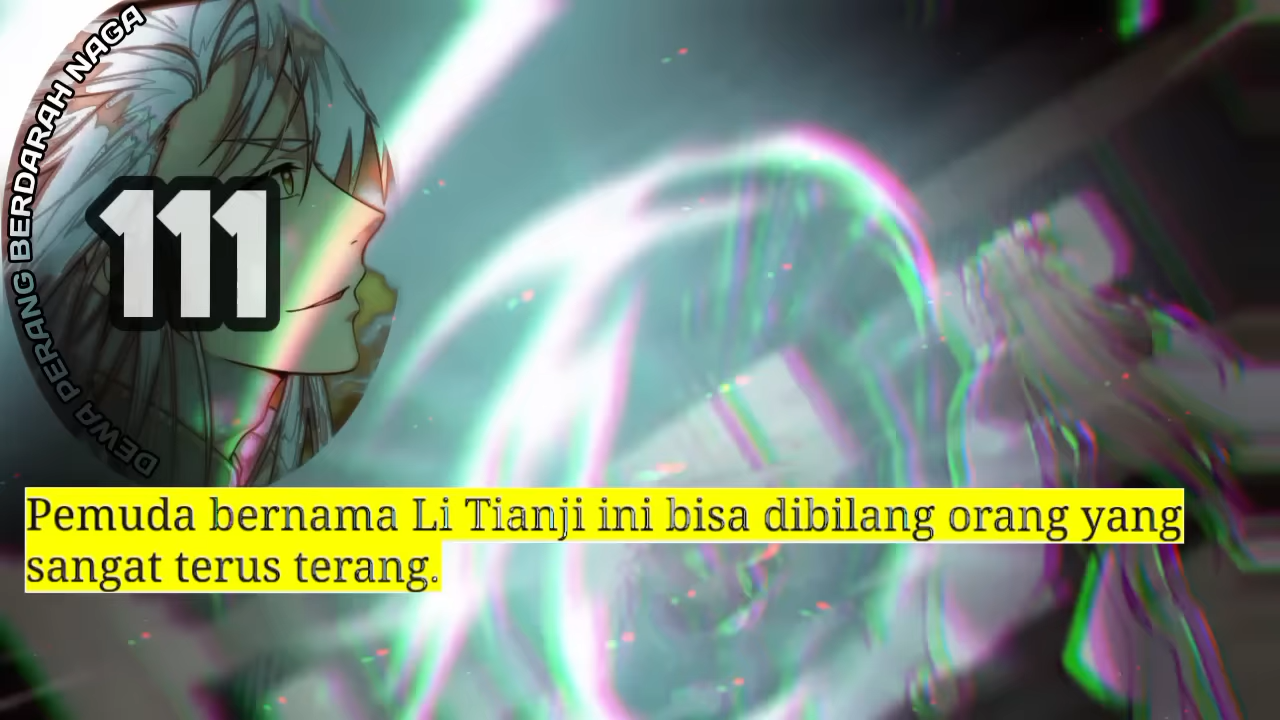 DEWA PERANG BERDARAH NAGA
111
Pemuda bernama Li Tianji ini bisa dibilang orang yang
sangat terus terang.